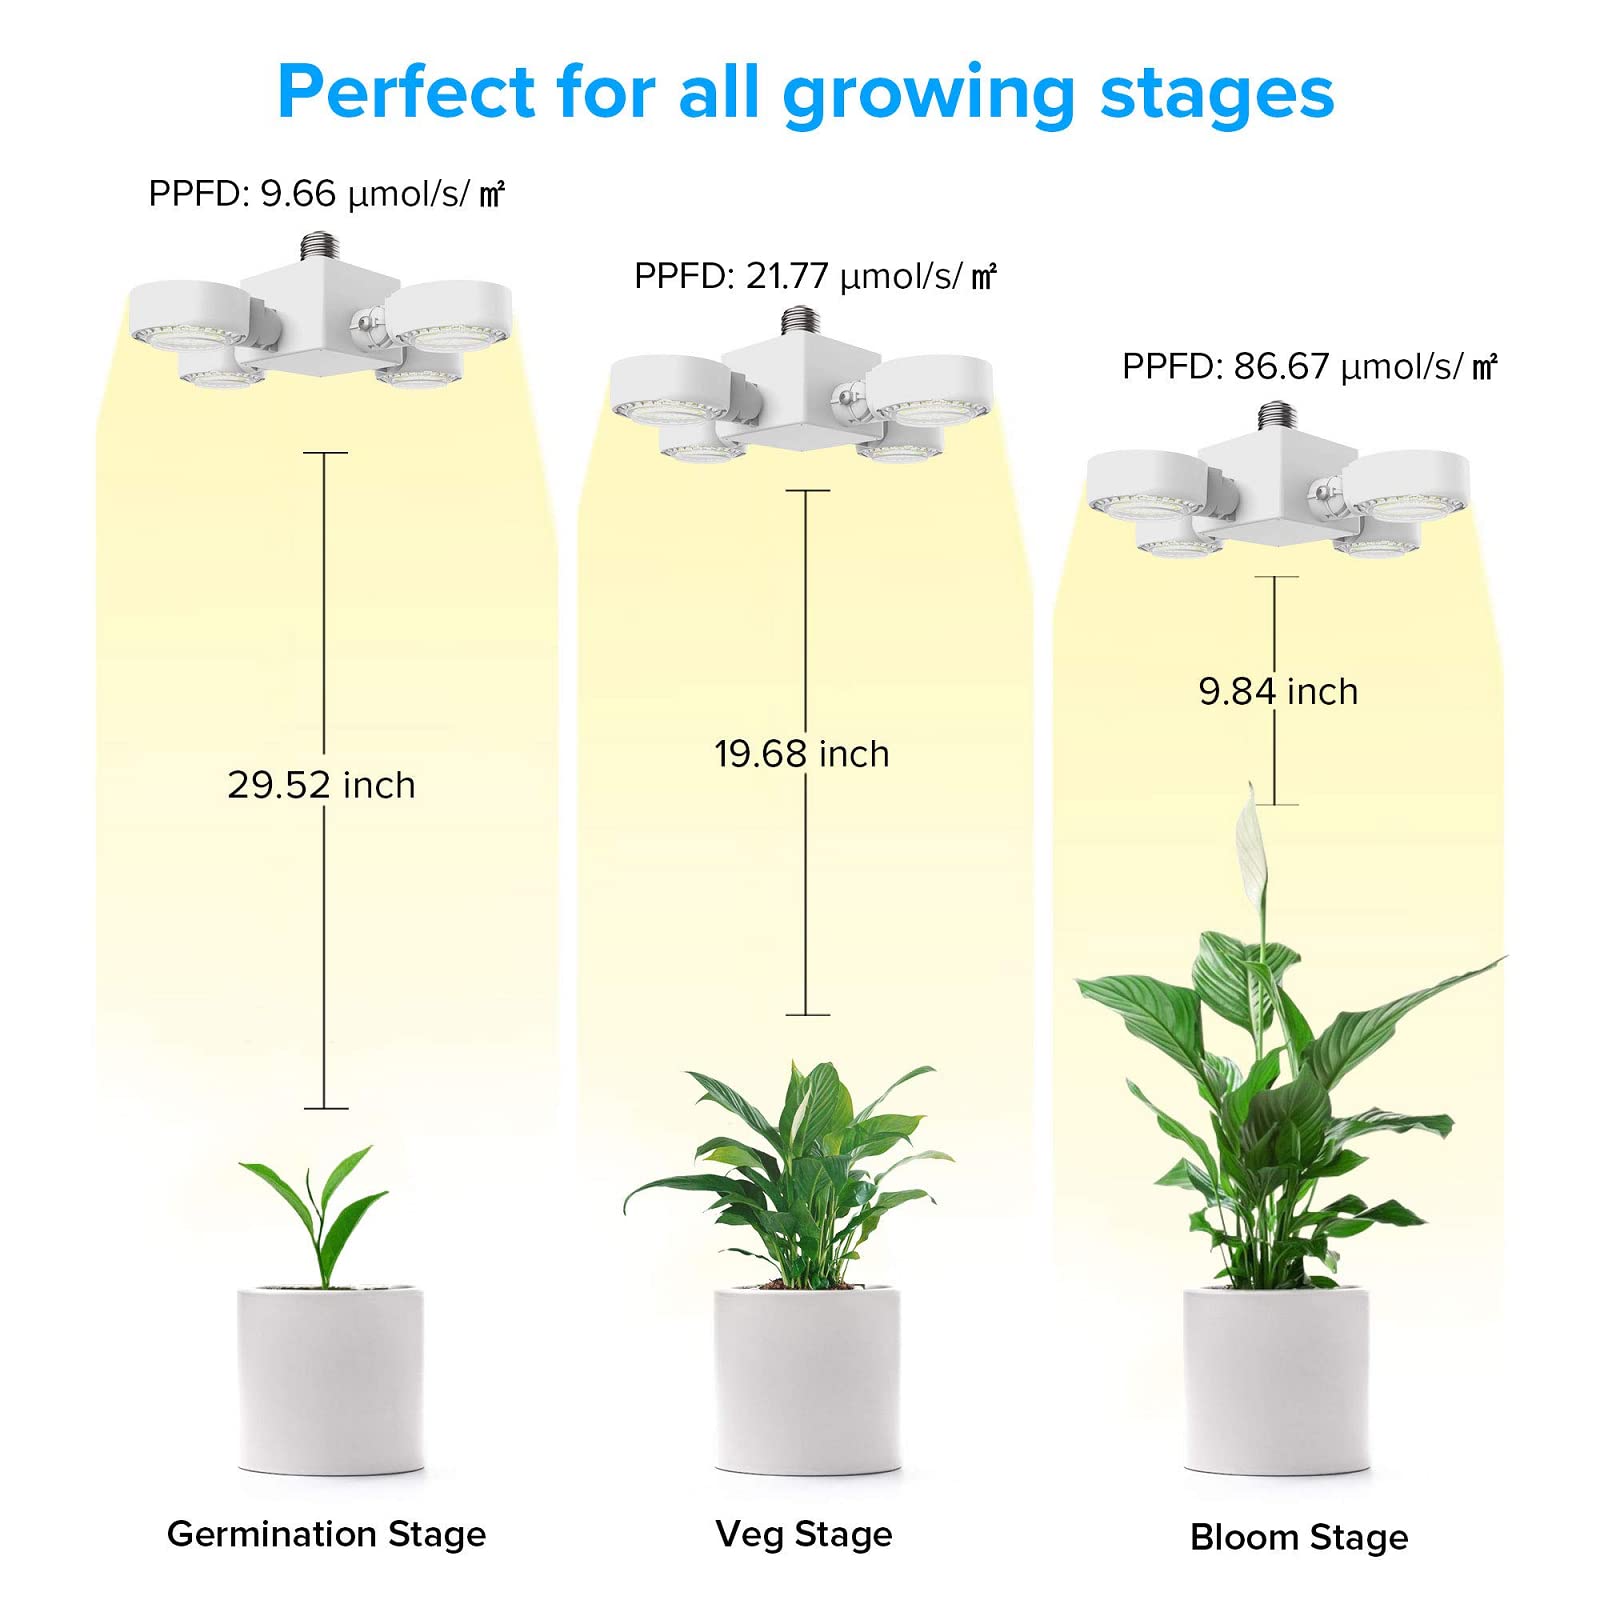 Perfect for all growing stages
PPFD: 9.66 μmol/s/㎡
PPFD: 21.77 μmol/s/㎡
PPFD: 86.67 μmol/s/㎡
29.52 inch
19.68 inch
9.84 inch
Germination Stage
Veg Stage
Bloom Stage